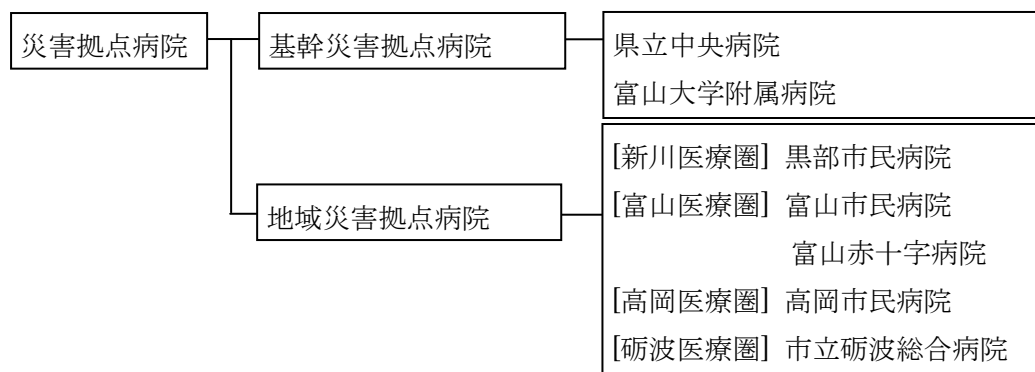 災害拠点病院
基幹災害拠点病院
県立中央病院
富山大学附属病院
地域災害拠点病院
[新川医療圏] 黒部市民病院
[富山医療圏] 富山市民病院
富山赤十字病院
[高岡医療圏] 高岡市民病院
[砺波医療圏] 市立砺波総合病院